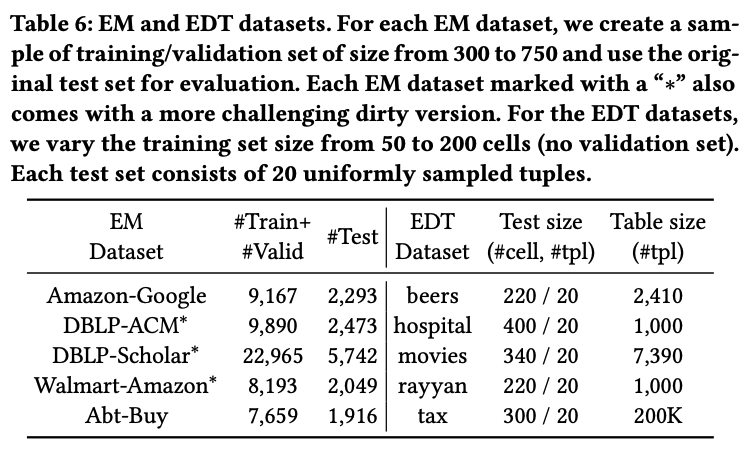 Table 6: EM and EDT datasets. For each EM dataset, we create a sam-
ple of training/validation set of size from 300 to 750 and use the orig-
inal test set for evaluation. Each EM dataset marked with a “*” also
comes with a more challenging dirty version. For the EDT datasets,
we vary the training set size from 50 to 200 cells (no validation set).
Each test set consists of 20 uniformly sampled tuples.
EM Dataset #Train+ #Valid #Test EDT Dataset Test size (#cell, #tpl) Table size (#tpl)
Amazon-Google 9,167 2,293 beers 220 / 20 2,410
DBLP-ACM* 9,890 2,473 hospital 400 / 20 1,000
DBLP-Scholar* 22,965 5,742 movies 340 / 20 7,390
Walmart-Amazon* 8,193 2,049 rayyan 220 / 20 1,000
Abt-Buy 7,659 1,916 tax 300 / 20 200K